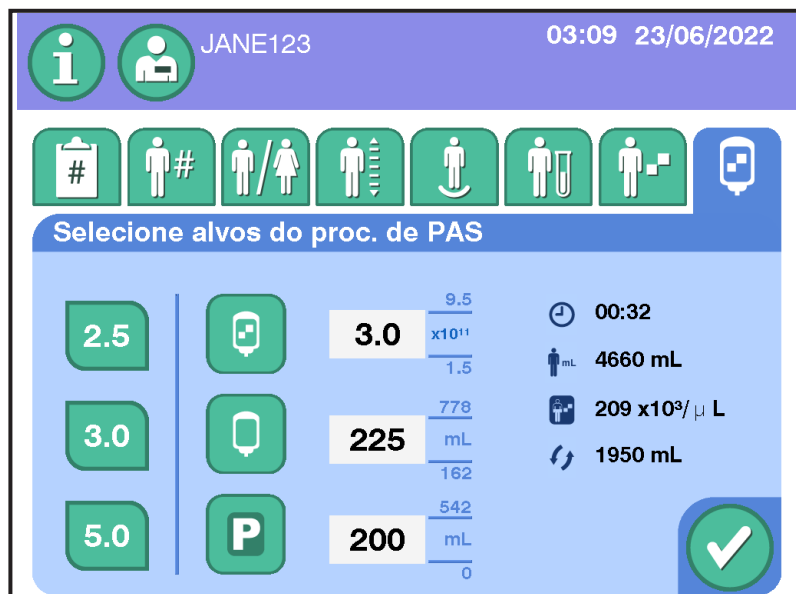 JANE123
03:09 23/06/2022
#
#
Selecione alvos do proc. de PAS
2.5
3.0
9.5
x10¹¹
1.5
00:32
4660 mL
mL
209 x10³/ μ L
1950 mL
3.0
225
778
mL
162
5.0
P
200
542
mL
0